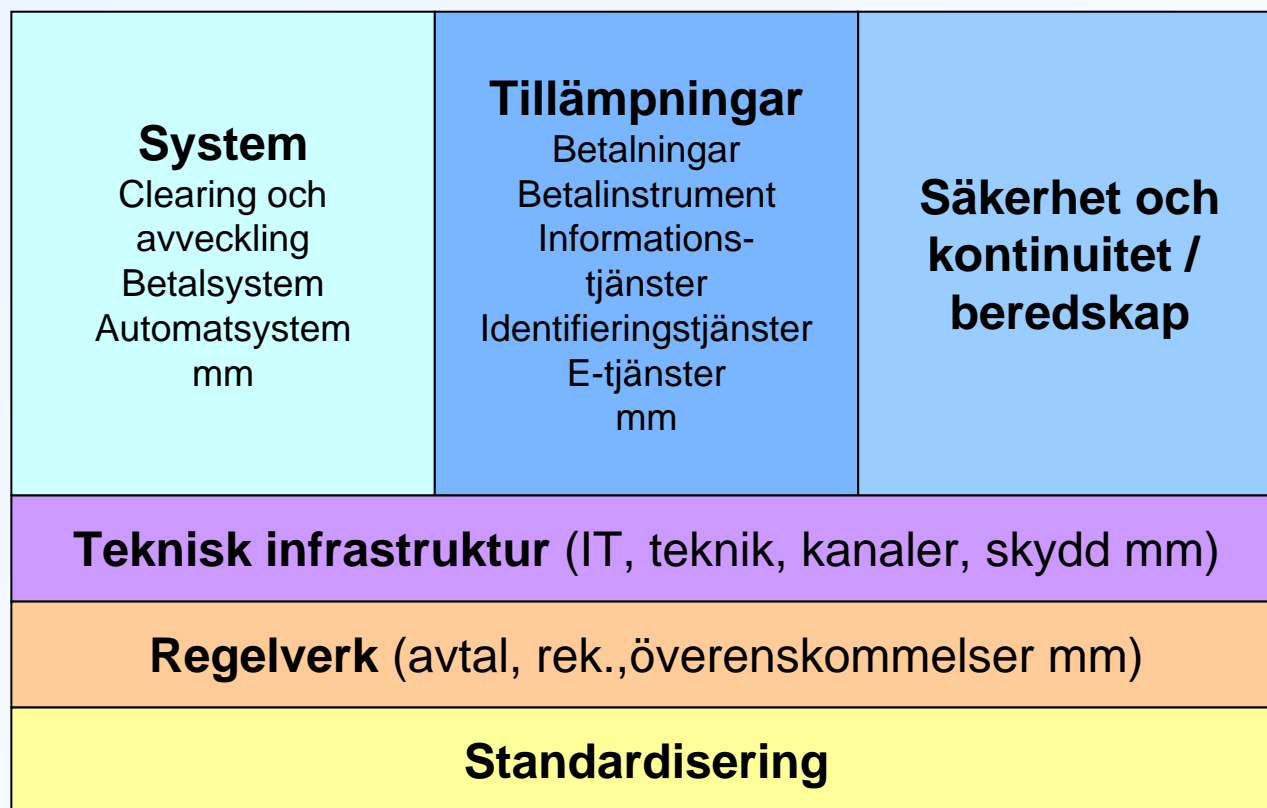 System
Clearing och
avveckling
Betalsystem
Automatsystem
mm
Tillämpningar
Betalningar
Betalinstrument
Informations-
tjänster
Identifieringstjänster
E-tjänster
mm
Säkerhet och
kontinuitet /
beredskap
Teknisk infrastruktur (IT, teknik, kanaler, skydd mm)
Regelverk (avtal, rek.,överenskommelser mm)
Standardisering